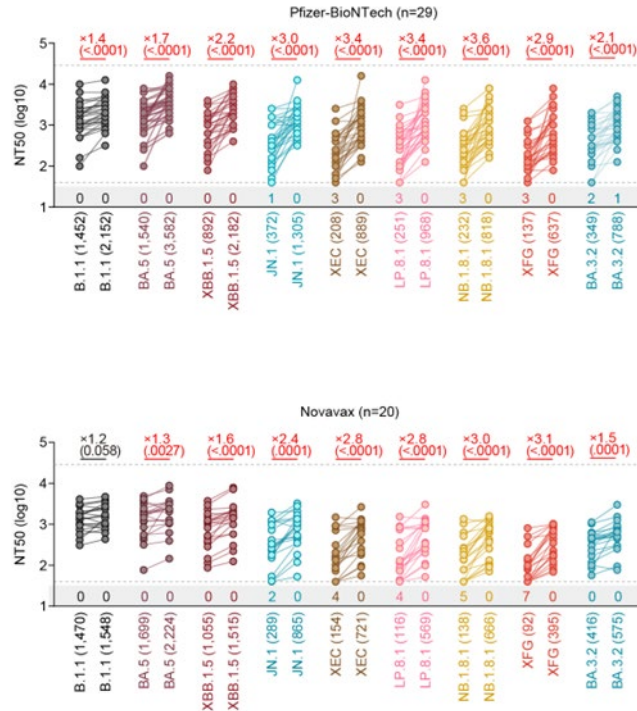 Pfizer-BioNTech (n=29)
×1.4 ×1.7 ×2.2 ×3.0 ×3.4 ×3.4 ×3.6 ×2.9 ×2.1
(<.0001) (<.0001) (<.0001) (<.0001) (<.0001) (<.0001) (<.0001) (<.0001) (<.0001)
NT50 (log10)
5
4
3
2
1
0 0 0 0 0 0 1 0 3 0 3 0 3 0 3 0 2 1
B.1.1 (1,452)
B.1.1 (2,152)
BA.5 (1,540)
BA.5 (3,582)
XBB.1.5 (892)
XBB.1.5 (2,182)
JN.1 (372)
JN.1 (1,305)
XEC (208)
XEC (889)
LP.8.1 (251)
LP.8.1 (968)
NB.1.8.1 (232)
NB.1.8.1 (818)
XFG (137)
XFG (637)
BA.3.2 (349)
BA.3.2 (788)
Novavax (n=20)
×1.2 ×1.3 ×1.6 ×2.4 ×2.8 ×2.8 ×3.0 ×3.1 ×1.5
(0.058) (.0027) (<.0001) (.0001) (<.0001) (<.0001) (<.0001) (<.0001) (.0001)
NT50 (log10)
5
4
3
2
1
0 0 0 0 0 0 2 0 4 0 4 0 5 0 7 0 0 0
B.1.1 (1,470)
B.1.1 (1,548)
BA.5 (1,699)
BA.5 (2,224)
XBB.1.5 (1,055)
XBB.1.5 (1,515)
JN.1 (289)
JN.1 (865)
XEC (154)
XEC (721)
LP.8.1 (116)
LP.8.1 (569)
NB.1.8.1 (138)
NB.1.8.1 (666)
XFG (92)
XFG (395)
BA.3.2 (416)
BA.3.2 (575)